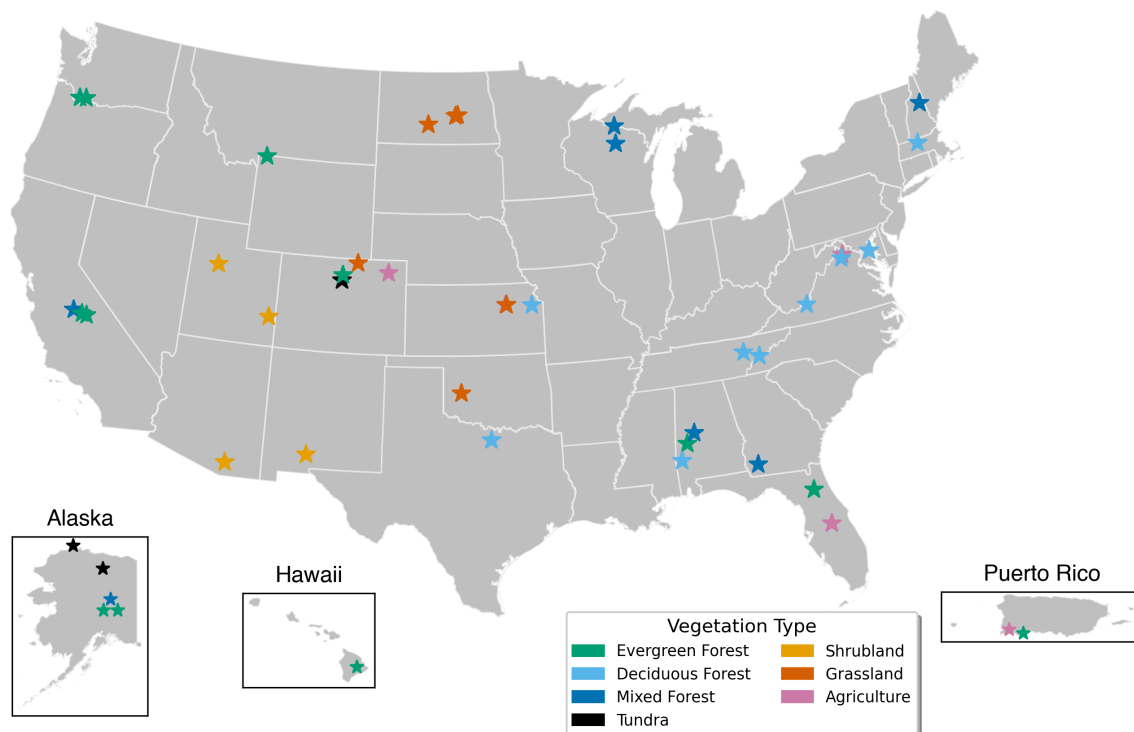 Alaska
Hawaii
Puerto Rico
Vegetation Type
Evergreen Forest
Deciduous Forest
Mixed Forest
Tundra
Shrubland
Grassland
Agriculture